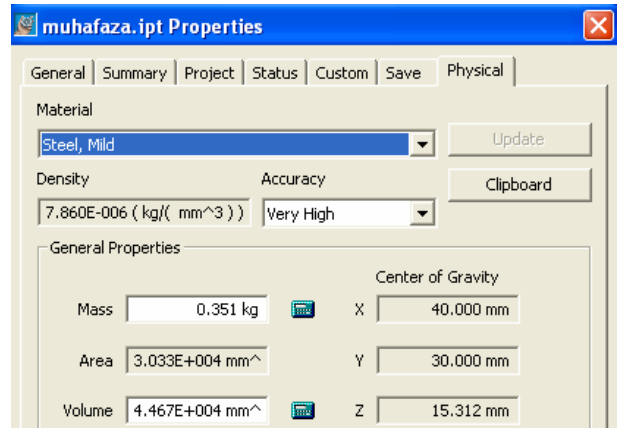 muhafaza.ipt Properties
General Summary Project Status Custom Save Physical
Material
Steel, Mild
Update
Density Accuracy
Clipboard
7.860E-006 ( kg/( mm^3 ) ) Very High
General Properties
Center of Gravity
Mass 0.351 kg X 40.000 mm
Area 3.033E+004 mm^ Y 30.000 mm
Volume 4.467E+004 mm^ Z 15.312 mm